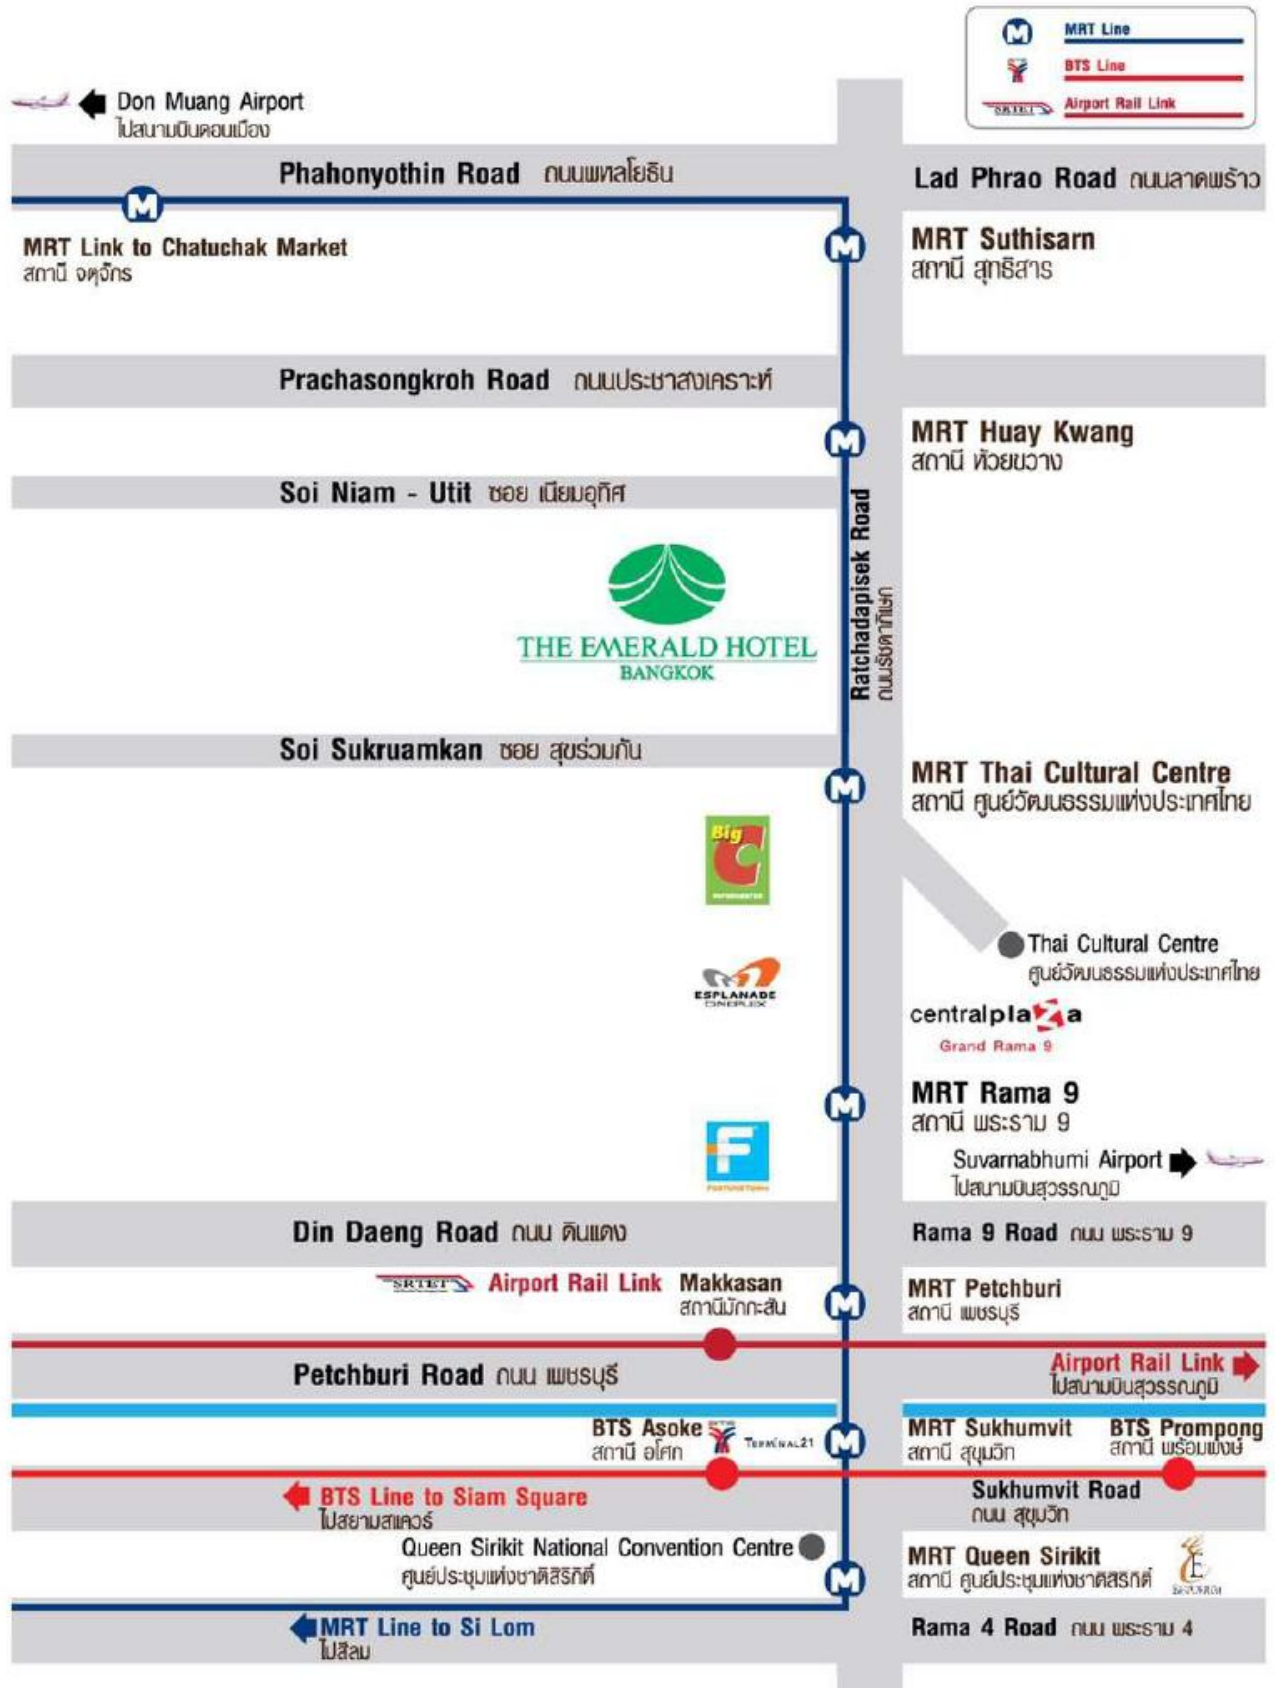 MRT Line
BTS Line
SRTET Airport Rail Link
Don Muang Airport
ไปสนามบินดอนเมือง
Phahonyothin Road ถนนพหลโยธิน
Lad Phrao Road ถนนลาดพร้าว
M
MRT Link to Chatuchak Market
สถานี จตุจักร
M
MRT Suthisarn
สถานี สุทธิสาร
Prachasongkroh Road ถนนประชาสงเคราะห์
M
MRT Huay Kwang
สถานี ห้วยขวาง
Soi Niam - Utit ซอย เนียมอุทิศ
Ratchadapisek Road
ถนนรัชดาภิเษก
THE EMERALD HOTEL
BANGKOK
Soi Sukruamkan ซอย สุขร่วมกัน
M
MRT Thai Cultural Centre
สถานี ศูนย์วัฒนธรรมแห่งประเทศไทย
Big C
Thai Cultural Centre
ศูนย์วัฒนธรรมแห่งประเทศไทย
ESPLANADE
CINEPLEX
centralplaza
Grand Rama 9
M
MRT Rama 9
สถานี พระราม 9
F
Suvarnabhumi Airport
ไปสนามบินสุวรรณภูมิ
Din Daeng Road ถนน ดินแดง
Rama 9 Road ถนน พระราม 9
SRTET Airport Rail Link Makkasan
สถานีมักกะสัน
M
MRT Petchburi
สถานี เพชรบุรี
Petchburi Road ถนน เพชรบุรี
Airport Rail Link
ไปสนามบินสุวรรณภูมิ
BTS Asoke
สถานี อโศก
TERMINAL21
M
MRT Sukhumvit
สถานี สุขุมวิท
BTS Prompong
สถานี พร้อมพงษ์
BTS Line to Siam Square
ไปสยามสแควร์
Sukhumvit Road
ถนน สุขุมวิท
Queen Sirikit National Convention Centre
ศูนย์ประชุมแห่งชาติสิริกิติ์
M
MRT Queen Sirikit
สถานี ศูนย์ประชุมแห่งชาติสิริกิติ์
MRT Line to Si Lom
ไปสีลม
Rama 4 Road ถนน พระราม 4